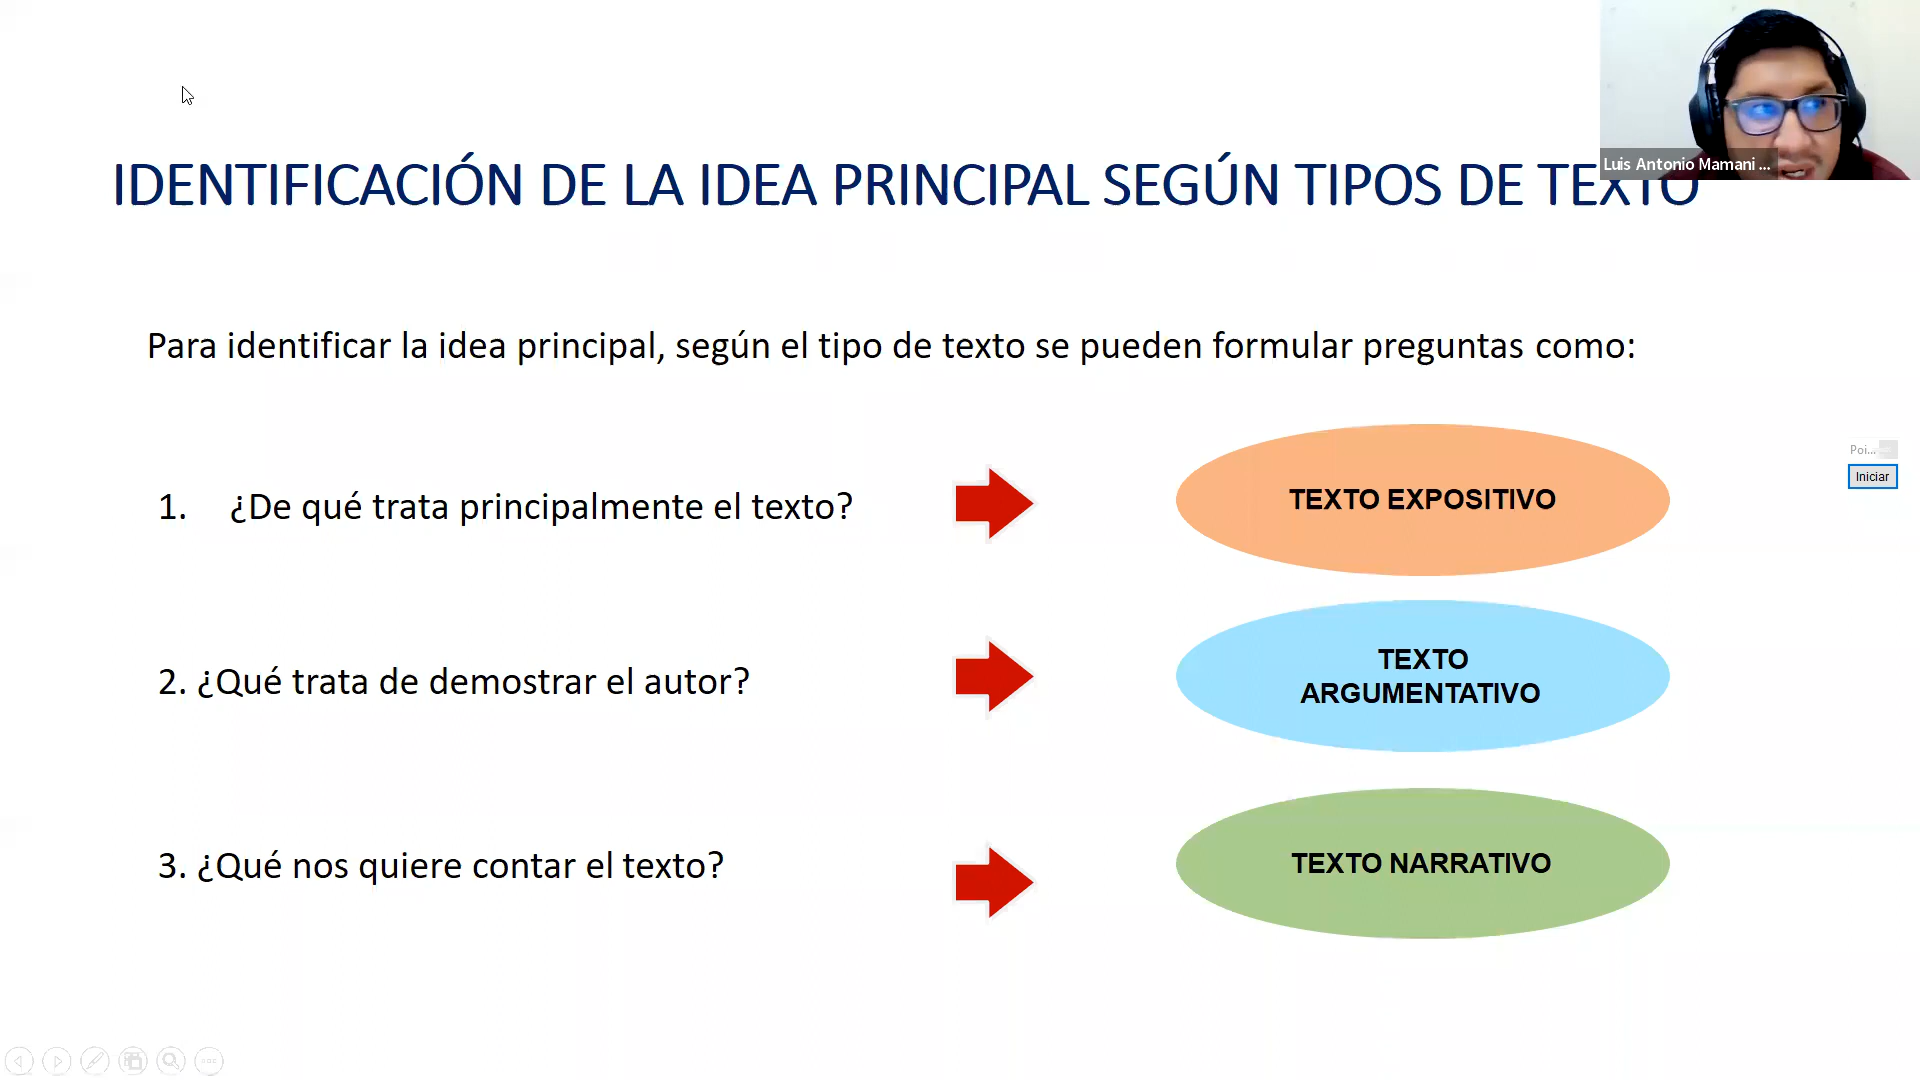 Luis Antonio Mamani ...
IDENTIFICACIÓN DE LA IDEA PRINCIPAL SEGÚN TIPOS DE TEXTO
Para identificar la idea principal, según el tipo de texto se pueden formular preguntas como:
Poi...
Iniciar
1. ¿De qué trata principalmente el texto?
TEXTO EXPOSITIVO
2. ¿Qué trata de demostrar el autor?
TEXTO
ARGUMENTATIVO
3. ¿Qué nos quiere contar el texto?
TEXTO NARRATIVO